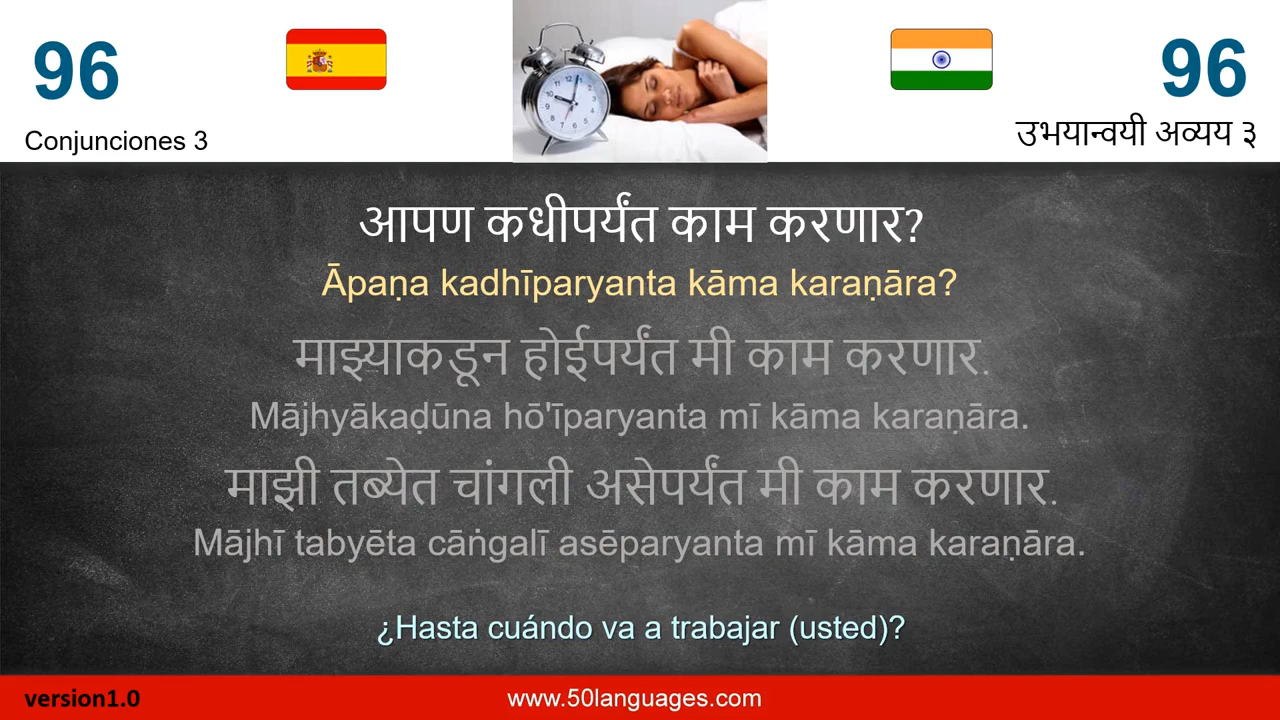 96
96
Conjunciones 3
उभयान्वयी अव्यय ३
आपण कधीपर्यंत काम करणार?
Āpaṇa kadhīparyanta kāma karaṇāra?
माझ्याकडून होईपर्यंत मी काम करणार.
Mājhyākaḍūna hō'īparyanta mī kāma karaṇāra.
माझी तब्येत चांगली असेपर्यंत मी काम करणार.
Mājhī tabyēta cāṅgalī asēparyanta mī kāma karaṇāra.
¿Hasta cuándo va a trabajar (usted)?
version1.0
www.50languages.com